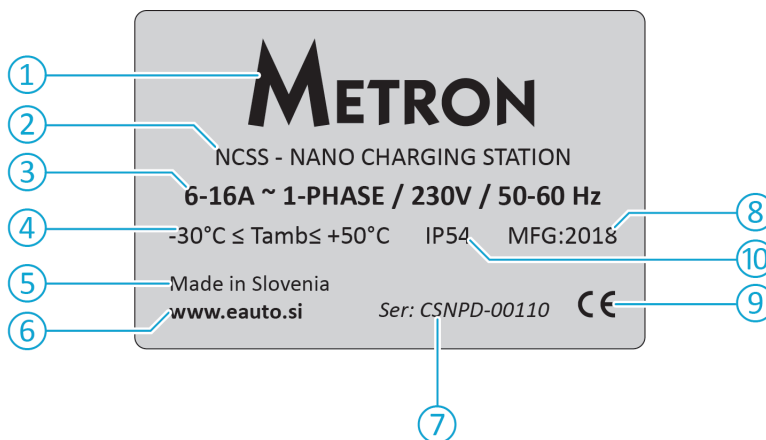 METRON
NCSS - NANO CHARGING STATION
6-16A ~ 1-PHASE / 230V / 50-60 Hz
-30°C ≤ Tamb≤ +50°C IP54 MFG:2018
Made in Slovenia
www.eauto.si
Ser: CSNPD-00110 CE
1
2
3
4
5
6
7
8
10
9